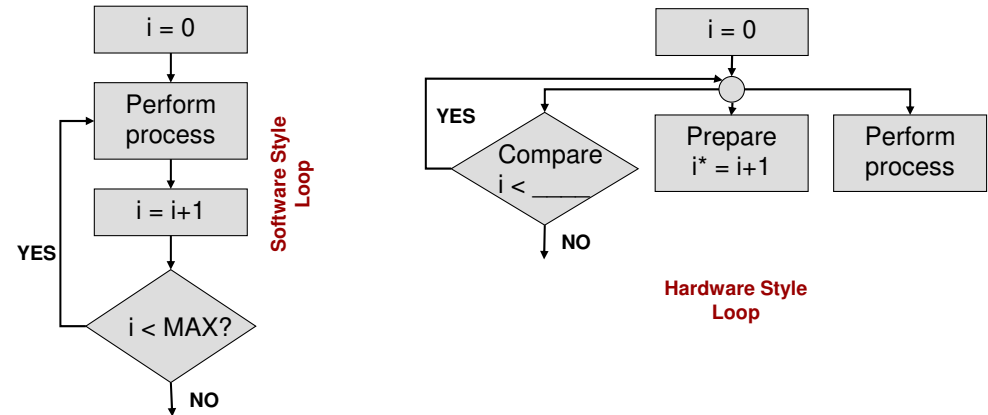 i = 0
Perform
process
i = i+1
i < MAX?
YES
NO
Software Style
Loop
i = 0
YES
Compare
i < _____
NO
Prepare
i* = i+1
Perform
process
Hardware Style
Loop